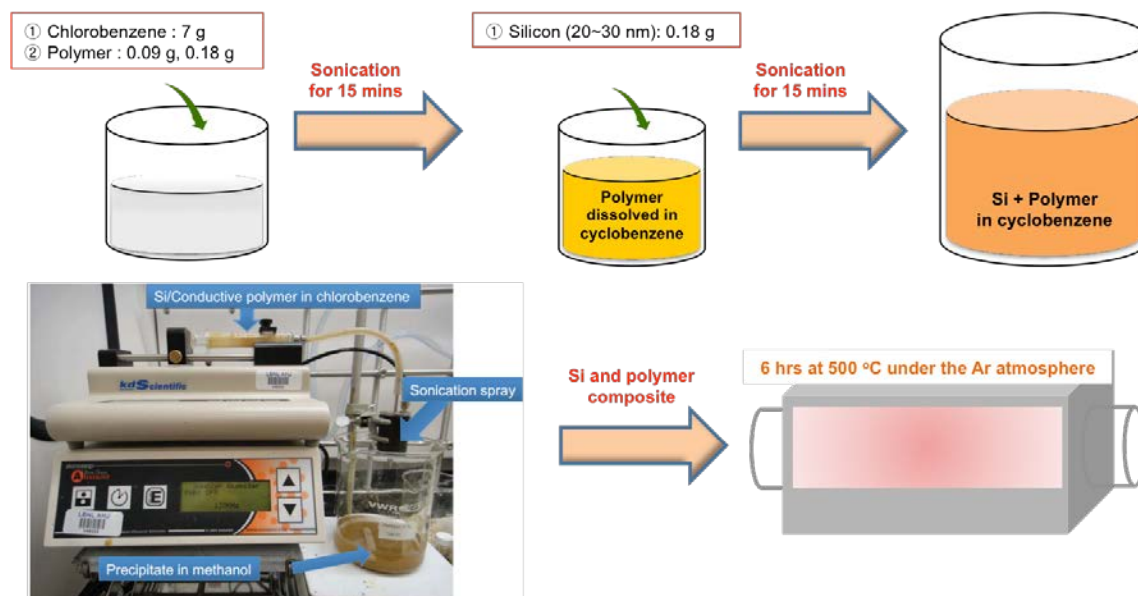 ① Chlorobenzene : 7 g
② Polymer : 0.09 g, 0.18 g
Sonication
for 15 mins
① Silicon (20~30 nm): 0.18 g
Polymer
dissolved in
cyclobenzene
Sonication
for 15 mins
Si + Polymer
in cyclobenzene
Si/Conductive polymer in chlorobenzene
kdScientific
Sonication spray
VWR
E
Precipitate in methanol
Si and polymer
composite
6 hrs at 500 °C under the Ar atmosphere